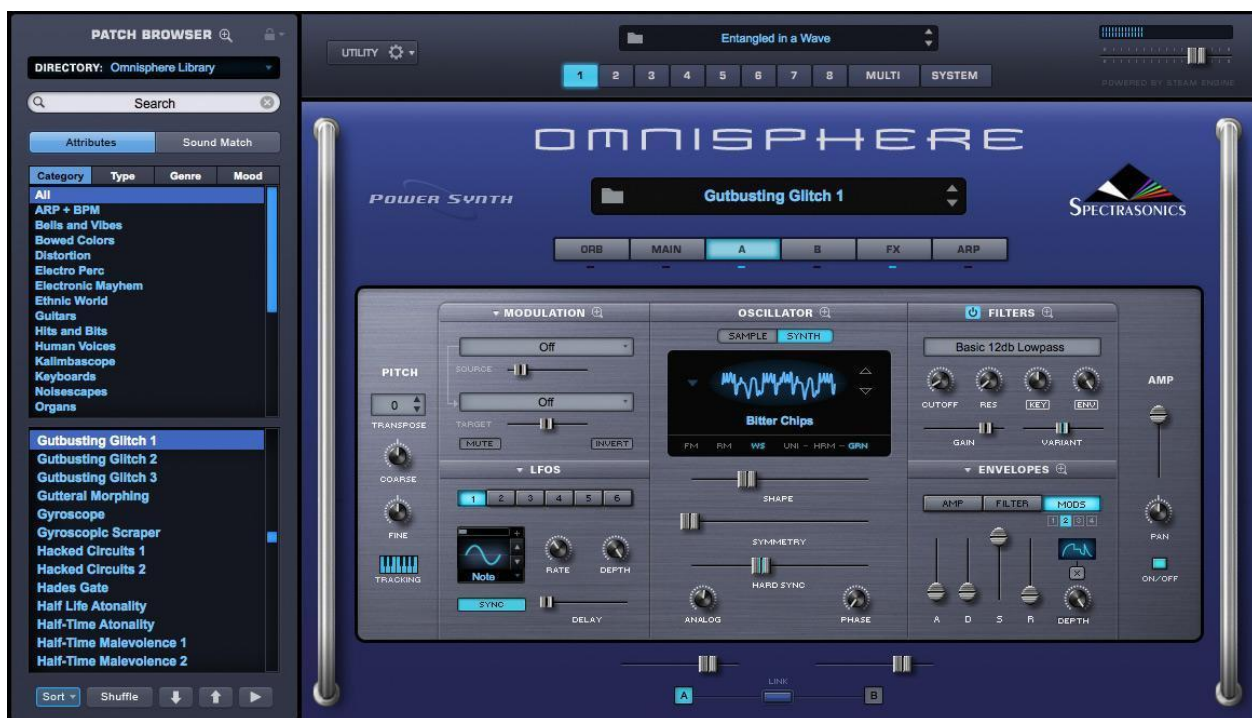 PATCH BROWSER
DIRECTORY: Omnisphere Library
Search
Attributes Sound Match
Category Type Genre Mood
All
ARP + BPM
Bells and Vibes
Bowed Colors
Distortion
Electro Perc
Electronic Mayhem
Ethnic World
Guitars
Hits and Bits
Human Voices
Kalimbascope
Keyboards
Noisescapes
Organs
Gutbusting Glitch 1
Gutbusting Glitch 2
Gutbusting Glitch 3
Gutteral Morphing
Gyroscope
Gyroscopic Scraper
Hacked Circuits 1
Hacked Circuits 2
Hades Gate
Half Life Atonality
Half-Time Atonality
Half-Time Malevolence 1
Half-Time Malevolence 2
Sort Shuffle
UTILITY
Entangled in a Wave
1 2 3 4 5 6 7 8 MULTI SYSTEM
POWERED BY STEAM ENGINE
OMNISPHERE
POWER SYNTH
Gutbusting Glitch 1
SPECTRASONICS
ORB MAIN A B FX ARP
PITCH
0
TRANSPOSE
COARSE
FINE
TRACKING
MODULATION
Off
SOURCE
Off
TARGET
MUTE INVERT
LFOS
1 2 3 4 5 6
Note
RATE DEPTH
SYNC
DELAY
OSCILLATOR
SAMPLE SYNTH
Bitter Chips
FM RM WS UNI - HRM - GRN
SHAPE
SYMMETRY
HARD SYNC
ANALOG PHASE
FILTERS
Basic 12db Lowpass
CUTOFF RES KEY ENV
GAIN VARIANT
ENVELOPES
AMP FILTER MODS
1 2 3 4
X
A D S R DEPTH
AMP
PAN
ON/OFF
LINK
A B